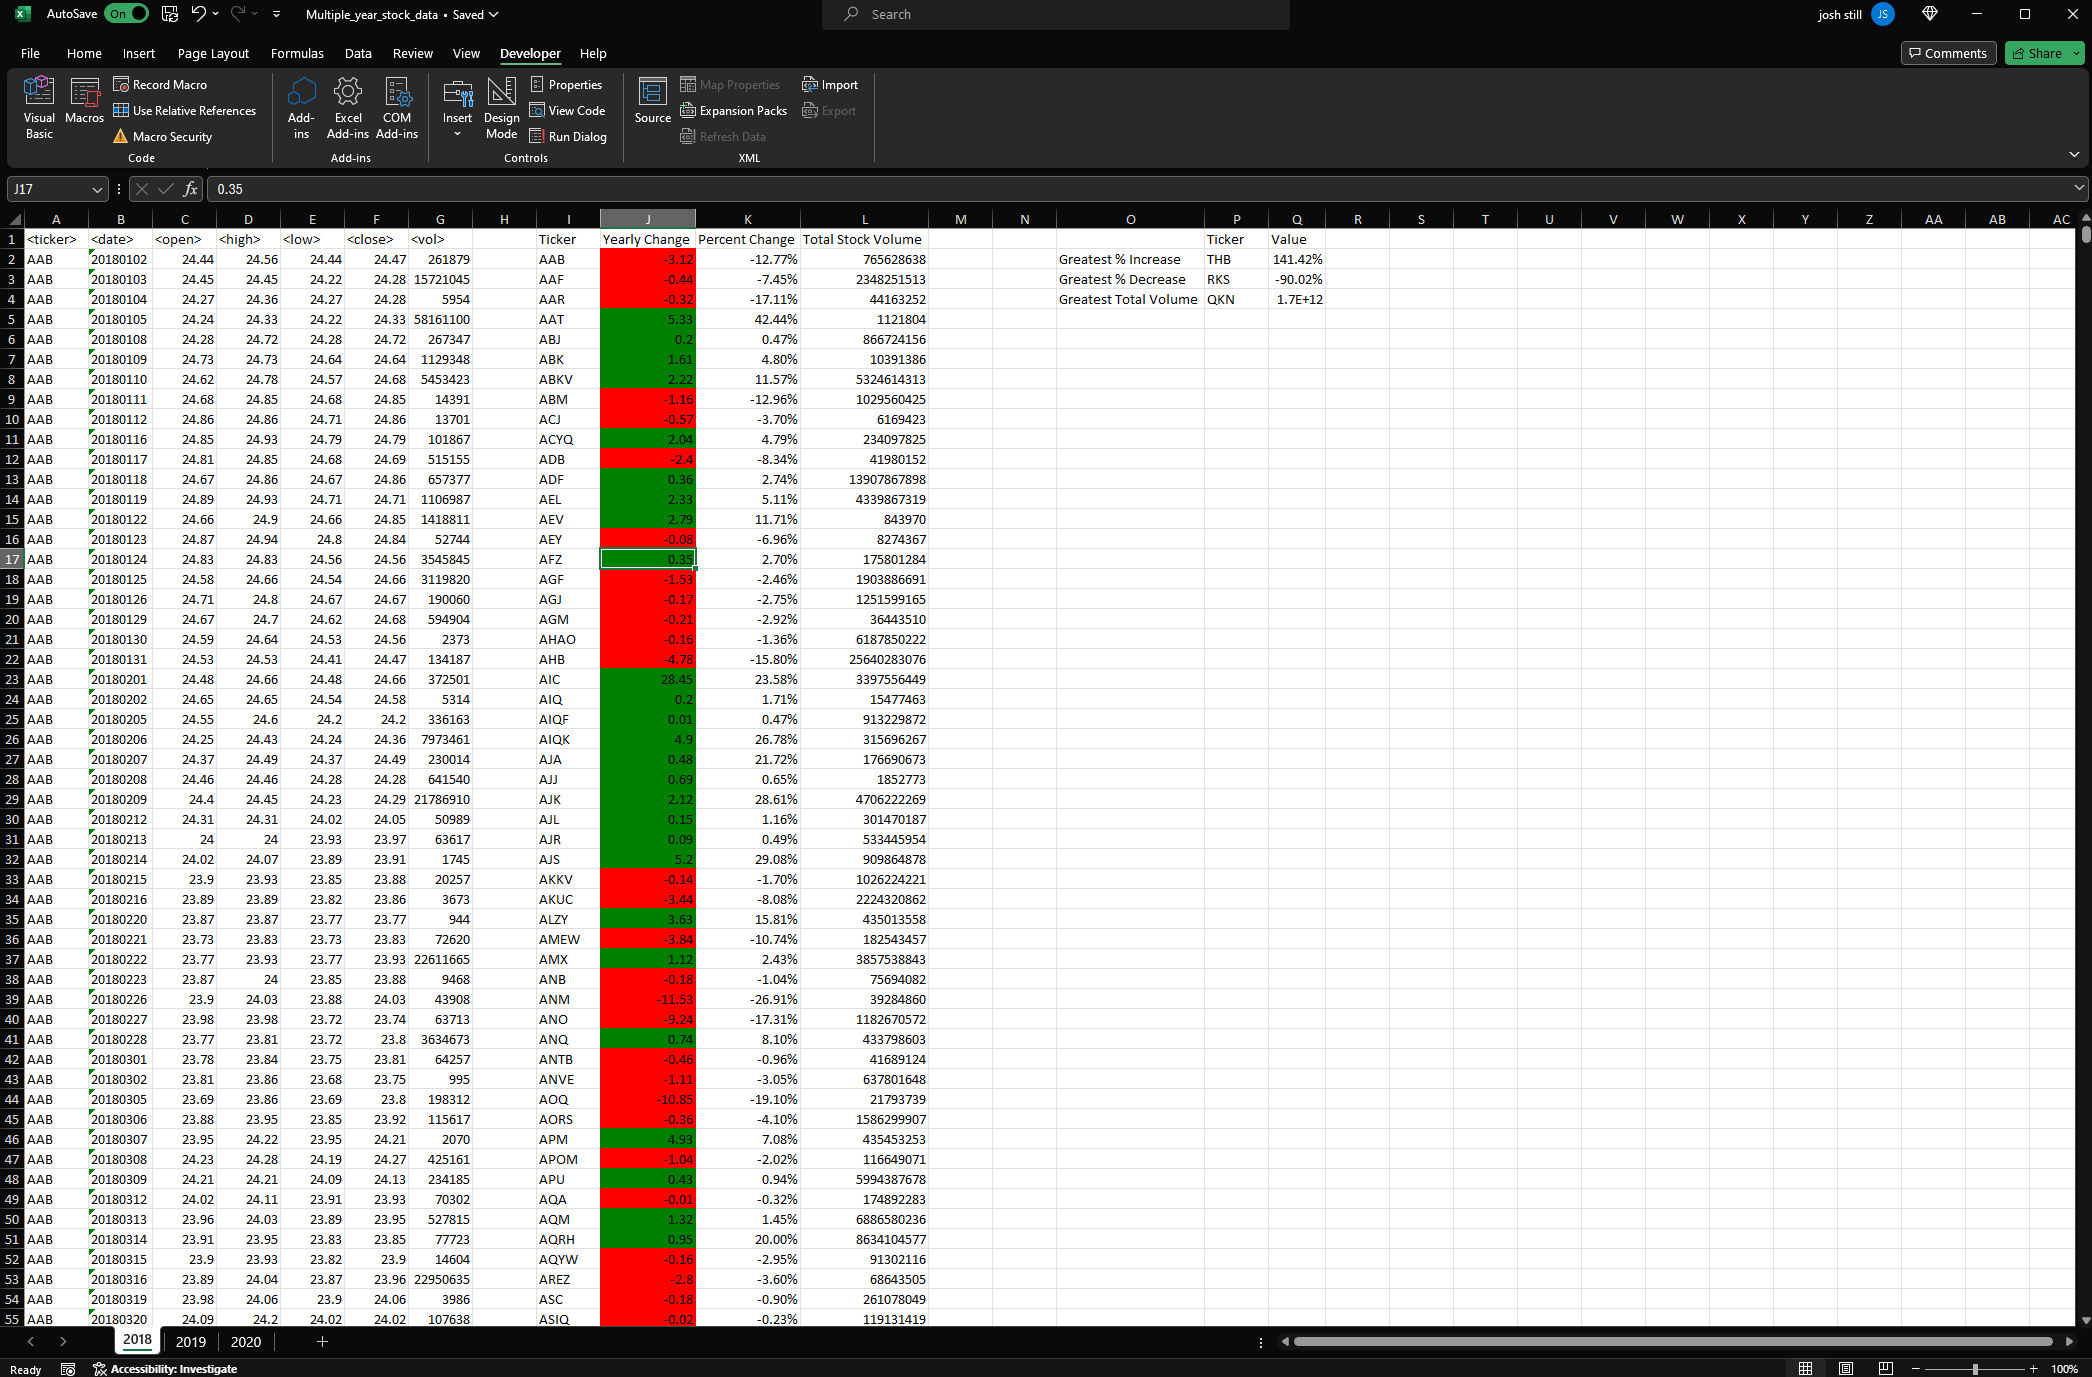 AutoSave On Multiple_year_stock_data • Saved Search josh still JS
File Home Insert Page Layout Formulas Data Review View Developer Help Comments Share
Visual Basic Macros Record Macro Use Relative References Macro Security Code
Add-ins Excel Add-ins COM Add-ins Add-ins
Insert Design Mode Properties View Code Run Dialog Controls
Source Map Properties Expansion Packs Refresh Data Import Export XML
J17 fx 0.35
A B C D E F G H I J K L M N O P Q R S T U V W X Y Z AA AB AC
1 <ticker> <date> <open> <high> <low> <close> <vol> Ticker Yearly Change Percent Change Total Stock Volume Ticker Value
2 AAB 20180102 24.44 24.56 24.44 24.47 261879 AAB -3.12 -12.77% 765628638 Greatest % Increase THB 141.42%
3 AAB 20180103 24.45 24.45 24.22 24.28 15721045 AAF -0.44 -7.45% 2348251513 Greatest % Decrease RKS -90.02%
4 AAB 20180104 24.27 24.36 24.27 24.28 5954 AAR -0.32 -17.11% 44163252 Greatest Total Volume QKN 1.7E+12
5 AAB 20180105 24.24 24.33 24.22 24.33 58161100 AAT 5.33 42.44% 1121804
6 AAB 20180108 24.28 24.72 24.28 24.72 267347 ABJ 0.2 0.47% 866724156
7 AAB 20180109 24.73 24.73 24.64 24.64 1129348 ABK 1.61 4.80% 10391386
8 AAB 20180110 24.62 24.78 24.57 24.68 5453423 ABKV 2.22 11.57% 5324614313
9 AAB 20180111 24.68 24.85 24.68 24.85 14391 ABM -1.16 -12.96% 1029560425
10 AAB 20180112 24.86 24.86 24.71 24.86 13701 ACJ -0.57 -3.70% 6169423
11 AAB 20180116 24.85 24.93 24.79 24.79 101867 ACYQ 2.04 4.79% 234097825
12 AAB 20180117 24.81 24.85 24.68 24.69 515155 ADB -2.4 -8.34% 41980152
13 AAB 20180118 24.67 24.86 24.67 24.86 657377 ADF 0.36 2.74% 13907867898
14 AAB 20180119 24.89 24.93 24.71 24.71 1106987 AEL 2.33 5.11% 4339867319
15 AAB 20180122 24.66 24.9 24.66 24.85 1418811 AEV 2.79 11.71% 843970
16 AAB 20180123 24.87 24.94 24.8 24.84 52744 AEY -0.08 -6.96% 8274367
17 AAB 20180124 24.83 24.83 24.56 24.56 3545845 AFZ 0.35 2.70% 175801284
18 AAB 20180125 24.58 24.66 24.54 24.66 3119820 AGF -1.53 -2.46% 1903886691
19 AAB 20180126 24.71 24.8 24.67 24.67 190060 AGJ -0.17 -2.75% 1251599165
20 AAB 20180129 24.67 24.7 24.62 24.68 594904 AGM -0.21 -2.92% 36443510
21 AAB 20180130 24.59 24.64 24.53 24.56 2373 AHAO -0.16 -1.36% 6187850222
22 AAB 20180131 24.53 24.53 24.41 24.47 134187 AHB -4.78 -15.80% 25640283076
23 AAB 20180201 24.48 24.66 24.48 24.66 372501 AIC 28.45 23.58% 3397556449
24 AAB 20180202 24.65 24.65 24.54 24.58 5314 AIQ 0.2 1.71% 15477463
25 AAB 20180205 24.55 24.6 24.2 24.2 336163 AIQF 0.01 0.47% 913229872
26 AAB 20180206 24.25 24.43 24.24 24.36 7973461 AIQK 4.9 26.78% 315696267
27 AAB 20180207 24.37 24.49 24.37 24.49 230014 AJA 0.48 21.72% 176690673
28 AAB 20180208 24.46 24.46 24.28 24.28 641540 AJJ 0.69 0.65% 1852773
29 AAB 20180209 24.4 24.45 24.23 24.29 21786910 AJK 2.12 28.61% 4706222269
30 AAB 20180212 24.31 24.31 24.02 24.05 50989 AJL 0.15 1.16% 301470187
31 AAB 20180213 24 24 23.93 23.97 63617 AJR 0.09 0.49% 533445954
32 AAB 20180214 24.02 24.07 23.89 23.91 1745 AJS 5.2 29.08% 909864878
33 AAB 20180215 23.9 23.93 23.85 23.88 20257 AKKV -0.14 -1.70% 1026224221
34 AAB 20180216 23.89 23.89 23.82 23.86 3673 AKUC -3.44 -8.08% 2224320862
35 AAB 20180220 23.87 23.87 23.77 23.77 944 ALZY 3.63 15.81% 435013558
36 AAB 20180221 23.73 23.83 23.73 23.83 72620 AMEW -3.84 -10.74% 182543457
37 AAB 20180222 23.77 23.93 23.77 23.93 22611665 AMX 1.12 2.43% 3857538843
38 AAB 20180223 23.87 24 23.85 23.88 9468 ANB -0.18 -1.04% 75694082
39 AAB 20180226 23.9 24.03 23.88 24.03 43908 ANM -11.53 -26.91% 39284860
40 AAB 20180227 23.98 23.98 23.72 23.74 63713 ANO -9.24 -17.31% 1182670572
41 AAB 20180228 23.77 23.81 23.72 23.8 3634673 ANQ 0.74 8.10% 433798603
42 AAB 20180301 23.78 23.84 23.75 23.81 64257 ANTB -0.46 -0.96% 41689124
43 AAB 20180302 23.81 23.86 23.68 23.75 995 ANVE -1.11 -3.05% 637801648
44 AAB 20180305 23.69 23.86 23.69 23.8 198312 AOQ -10.85 -19.10% 21793739
45 AAB 20180306 23.88 23.95 23.85 23.92 115617 AORS -0.36 -4.10% 1586299907
46 AAB 20180307 23.95 24.22 23.95 24.21 2070 APM 4.93 7.08% 435453253
47 AAB 20180308 24.23 24.28 24.19 24.27 425161 APOM -1.04 -2.02% 116649071
48 AAB 20180309 24.21 24.21 24.09 24.13 234185 APU 0.43 0.94% 5994387678
49 AAB 20180312 24.02 24.11 23.91 23.93 70302 AQA -0.01 -0.32% 174892283
50 AAB 20180313 23.96 24.03 23.89 23.95 527815 AQM 1.32 1.45% 6886580236
51 AAB 20180314 23.91 23.95 23.83 23.85 77723 AQRH 0.95 20.00% 8634104577
52 AAB 20180315 23.9 23.93 23.82 23.9 14604 AQYW -0.16 -2.95% 91302116
53 AAB 20180316 23.89 24.04 23.87 23.96 22950635 AREZ -2.8 -3.60% 68643505
54 AAB 20180319 23.98 24.06 23.9 24.06 3986 ASC -0.18 -0.90% 261078049
55 AAB 20180320 24.09 24.2 24.02 24.02 107638 ASIQ -0.02 -0.23% 119131419
2018 2019 2020
Ready Accessibility: Investigate 100%